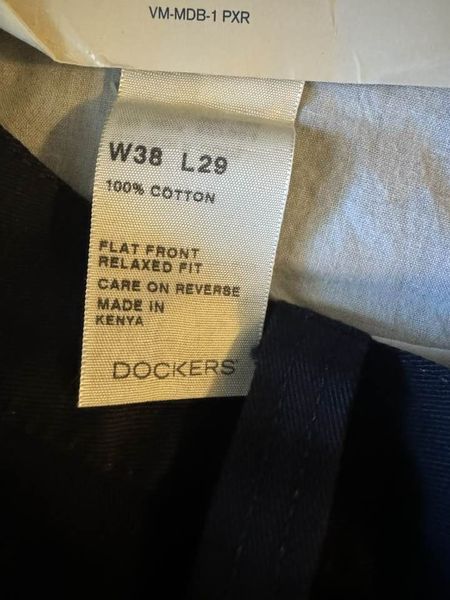 VM-MDB-1 PXR
W38 L29
100% COTTON
FLAT FRONT
RELAXED FIT
CARE ON REVERSE
MADE IN
KENYA
DOCKERS®